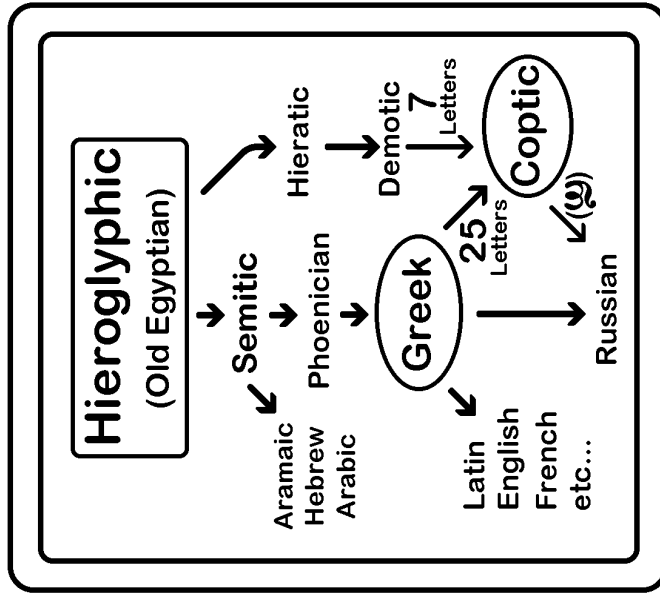 Hieroglyphic
(Old Egyptian)
Semitic
Hieratic
Aramaic
Hebrew
Arabic
Phoenician
Demotic
Greek
7
Letters
25
Letters
Coptic
Latin
English
French
etc...
Russian
(ϣ)